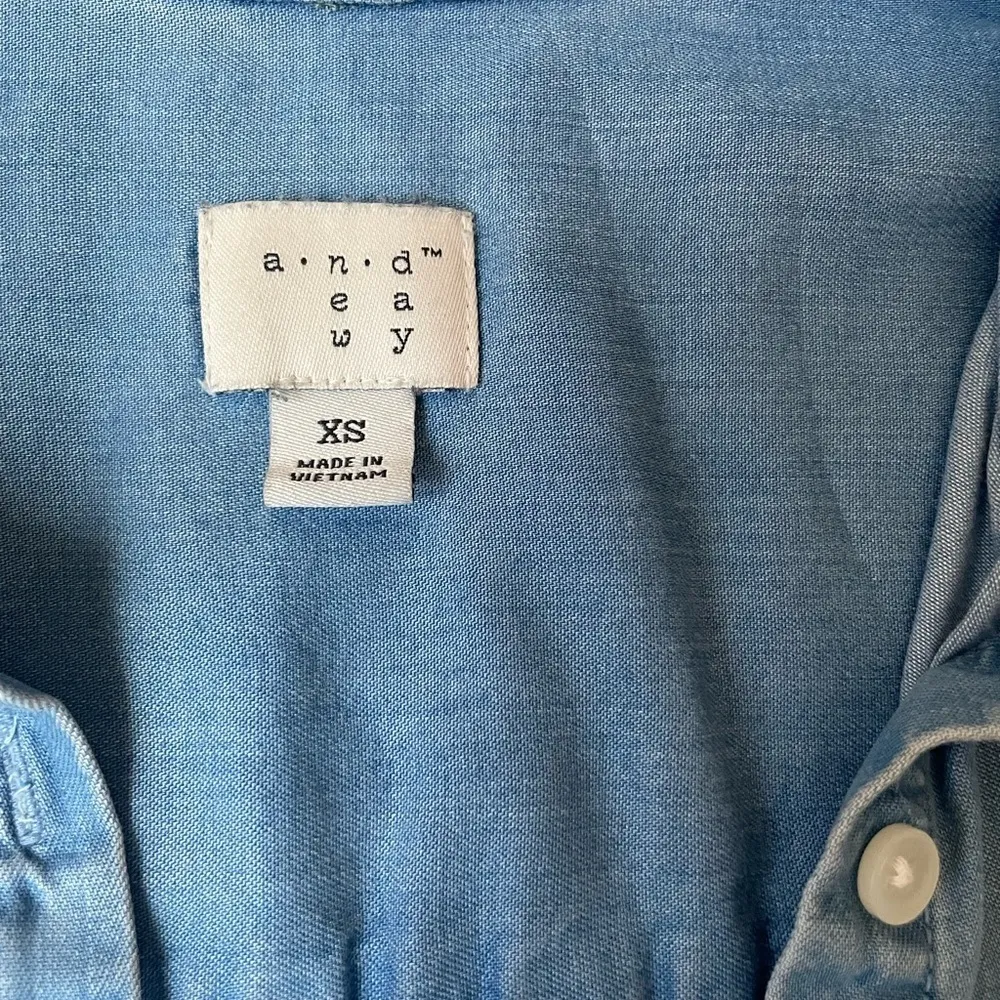 a·n·d™
e a
w y
XS
MADE IN
VIETNAM